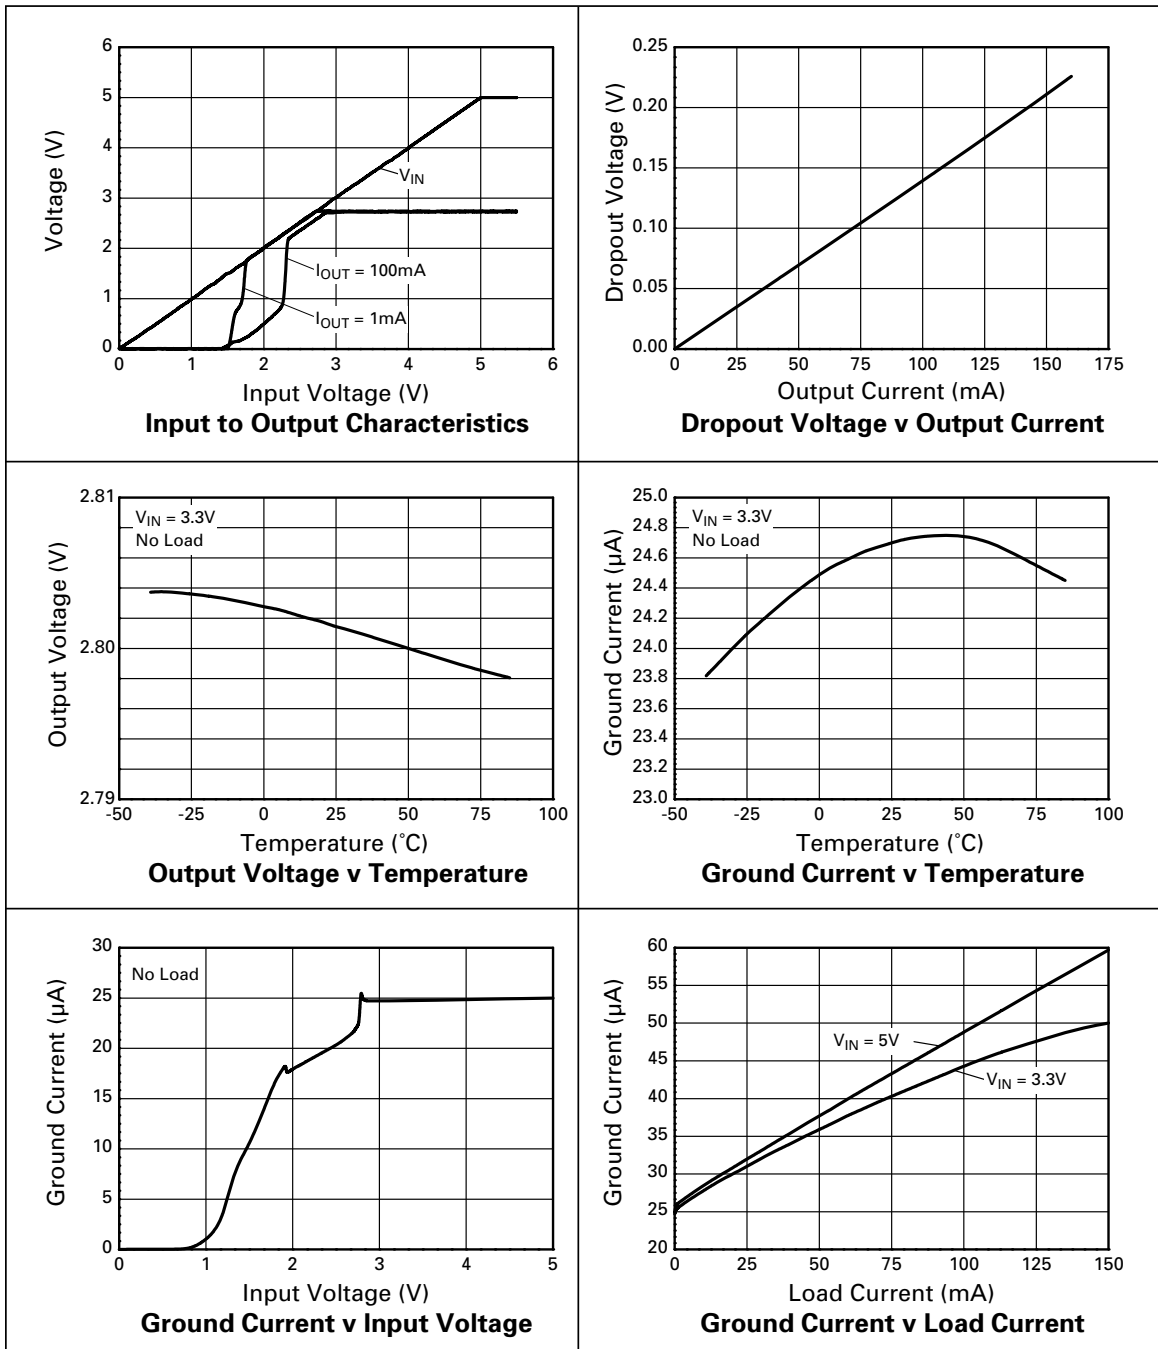 6
5
4
3
2
1
0
0 1 2 3 4 5 6
Voltage (V)
V_IN
I_OUT = 100mA
I_OUT = 1mA
Input Voltage (V)
Input to Output Characteristics
0.25
0.20
0.15
0.10
0.05
0.00
0 25 50 75 100 125 150 175
Dropout Voltage (V)
Output Current (mA)
Dropout Voltage v Output Current
2.81
2.80
2.79
-50 -25 0 25 50 75 100
Output Voltage (V)
V_IN = 3.3V
No Load
Temperature (˚C)
Output Voltage v Temperature
25.0
24.8
24.6
24.4
24.2
24.0
23.8
23.6
23.4
23.2
23.0
-50 -25 0 25 50 75 100
Ground Current (µA)
V_IN = 3.3V
No Load
Temperature (˚C)
Ground Current v Temperature
30
25
20
15
10
5
0
0 1 2 3 4 5
Ground Current (µA)
No Load
Input Voltage (V)
Ground Current v Input Voltage
60
55
50
45
40
35
30
25
20
0 25 50 75 100 125 150
Ground Current (µA)
V_IN = 5V
V_IN = 3.3V
Load Current (mA)
Ground Current v Load Current